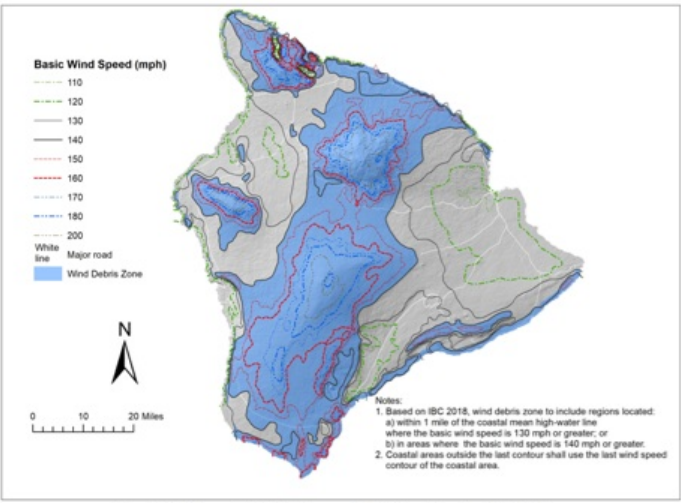 Basic Wind Speed (mph)
110
120
130
140
150
160
170
180
200
White
line
Major road
Wind Debris Zone
N
0 10 20 Miles
Notes:
1. Based on IBC 2018, wind debris zone to include regions located:
a) within 1 mile of the coastal mean high-water line
where the basic wind speed is 130 mph or greater; or
b) in areas where the basic wind speed is 140 mph or greater.
2. Coastal areas outside the last contour shall use the last wind speed
contour of the coastal area.